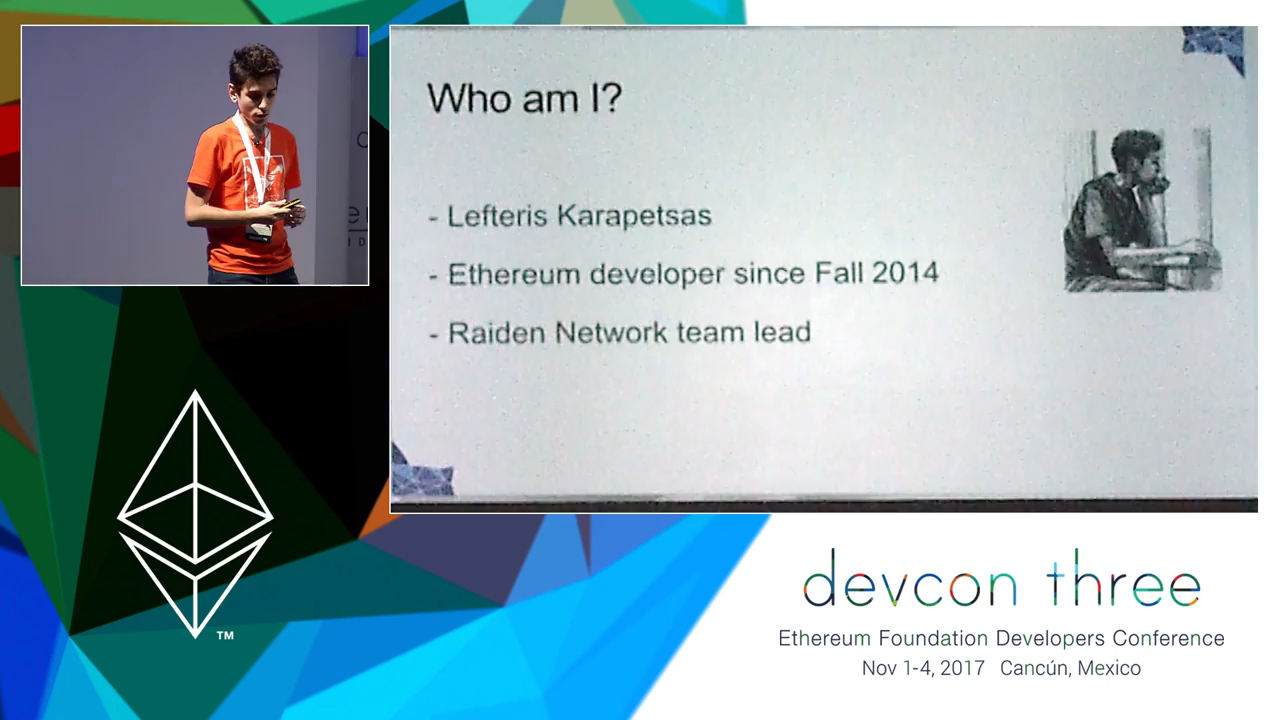 Who am I?
- Lefteris Karapetsas
- Ethereum developer since Fall 2014
- Raiden Network team lead
TM
devcon three
Ethereum Foundation Developers Conference
Nov 1-4, 2017 Cancún, Mexico